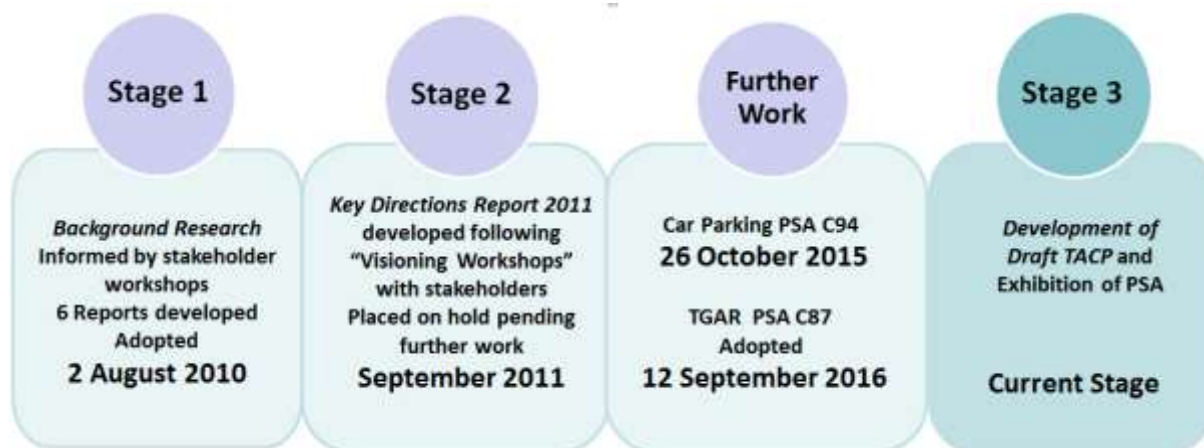 Stage 1
Background Research
Informed by stakeholder
workshops
6 Reports developed
Adopted
2 August 2010
Stage 2
Key Directions Report 2011
developed following
“Visioning Workshops”
with stakeholders
Placed on hold pending
further work
September 2011
Further
Work
Car Parking PSA C94
26 October 2015
TGAR PSA C87
Adopted
12 September 2016
Stage 3
Development of
Draft TACP and
Exhibition of PSA
Current Stage